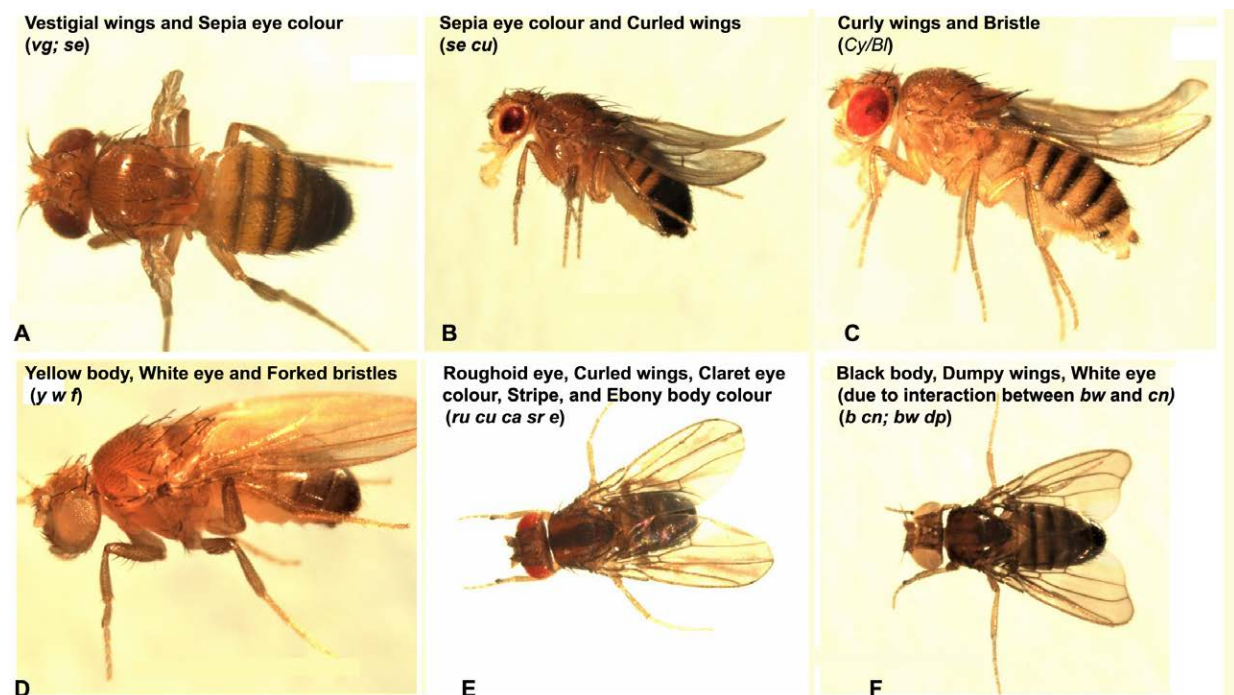 Vestigial wings and Sepia eye colour
(vg; se)
A
Sepia eye colour and Curled wings
(se cu)
B
Curly wings and Bristle
(Cy/Bl)
C
Yellow body, White eye and Forked bristles
(y w f)
D
Roughoid eye, Curled wings, Claret eye
colour, Stripe, and Ebony body colour
(ru cu ca sr e)
E
Black body, Dumpy wings, White eye
(due to interaction between bw and cn)
(b cn; bw dp)
F